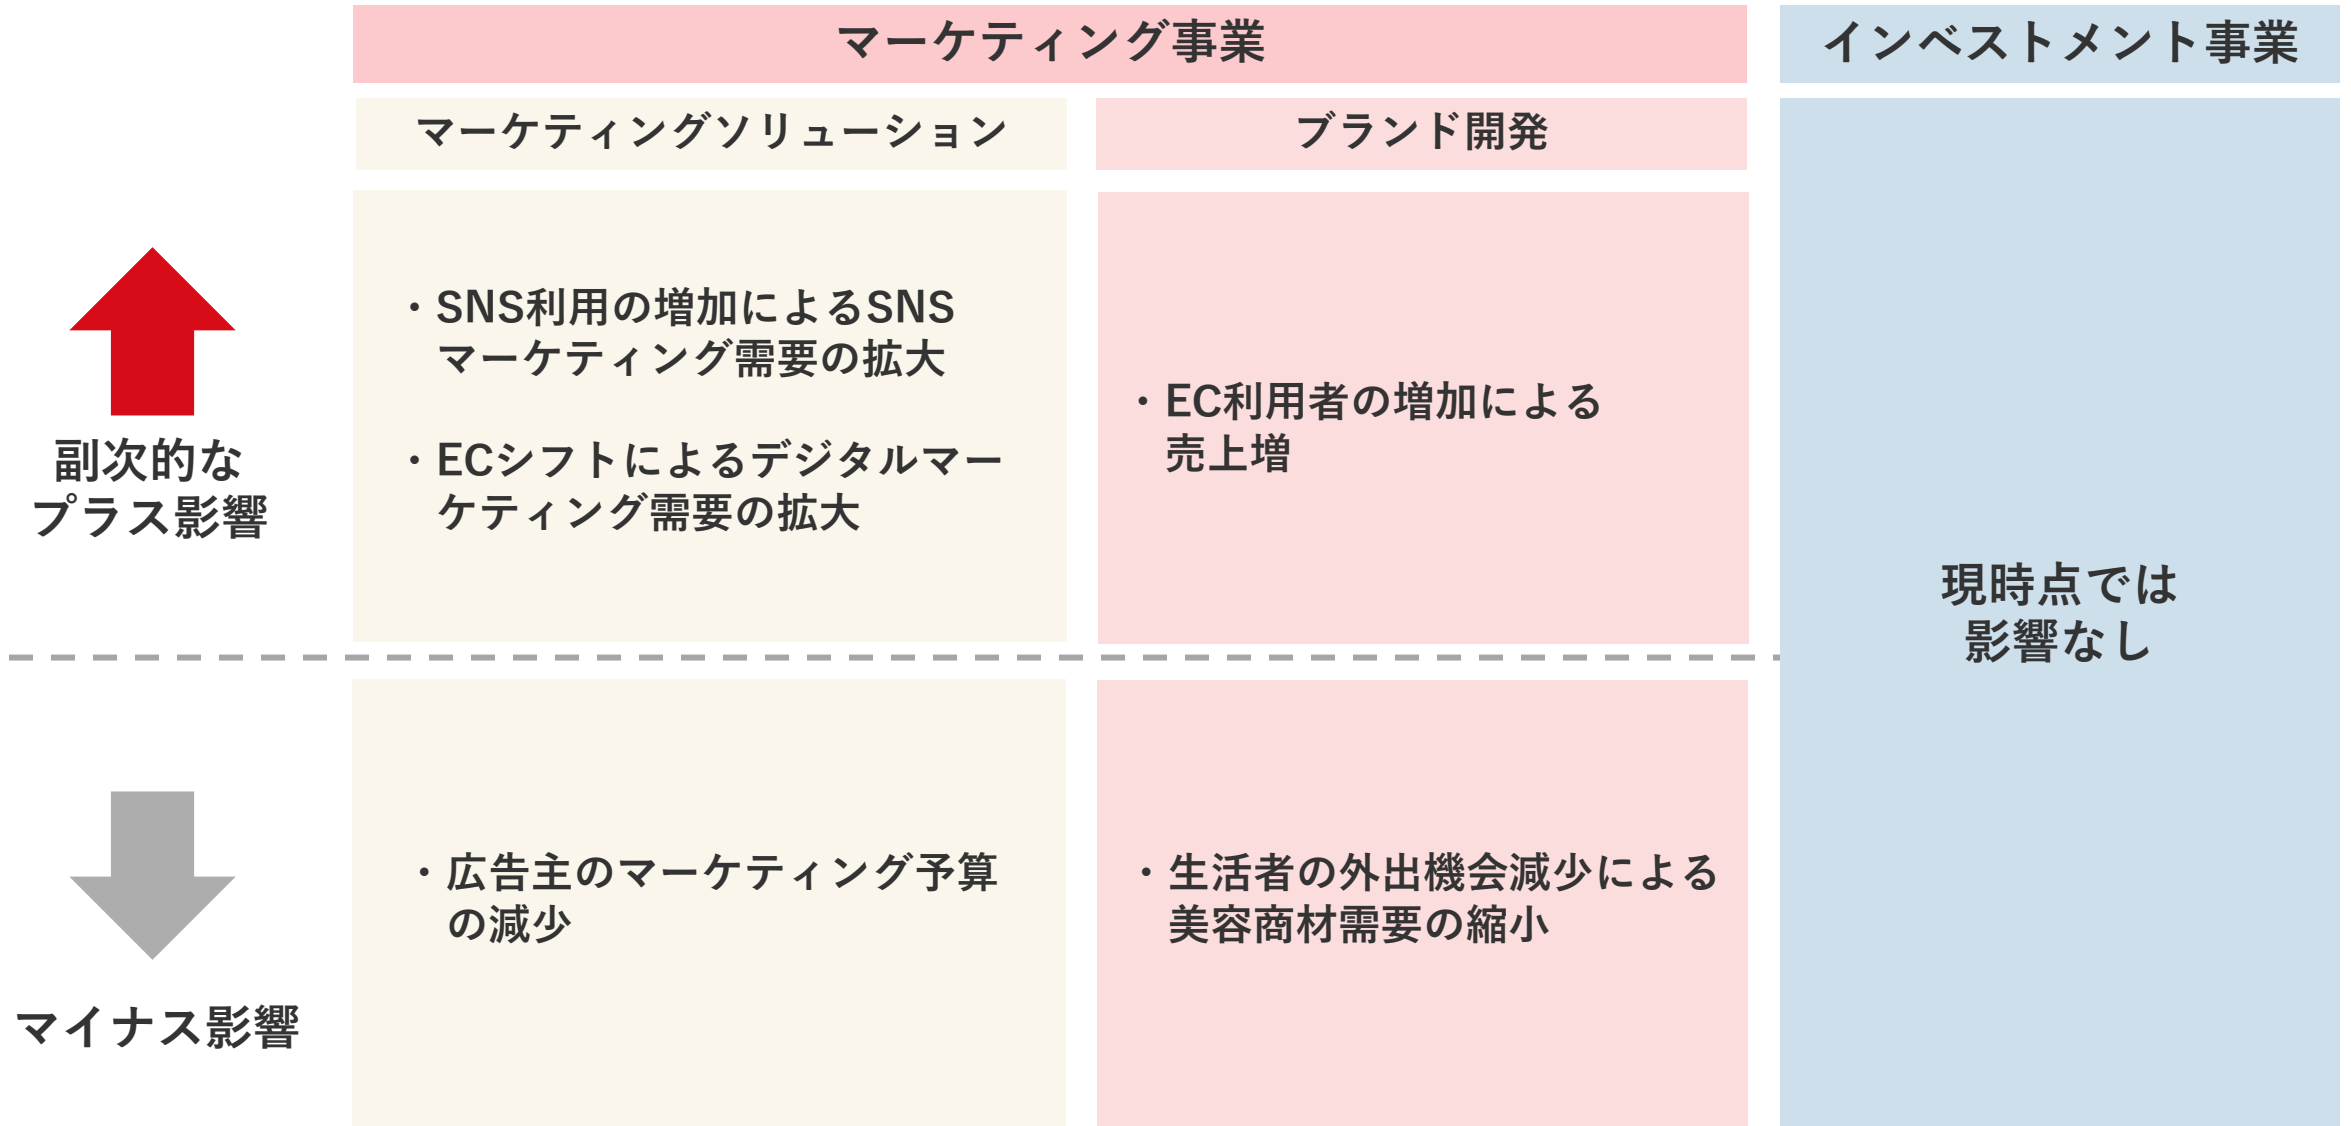 マーケティング事業
インベストメント事業
マーケティングソリューション
ブランド開発
副次的な
プラス影響
・SNS利用の増加によるSNS
マーケティング需要の拡大
・ECシフトによるデジタルマー
ケティング需要の拡大
・EC利用者の増加による
売上増
現時点では
影響なし
マイナス影響
・広告主のマーケティング予算
の減少
・生活者の外出機会減少による
美容商材需要の縮小